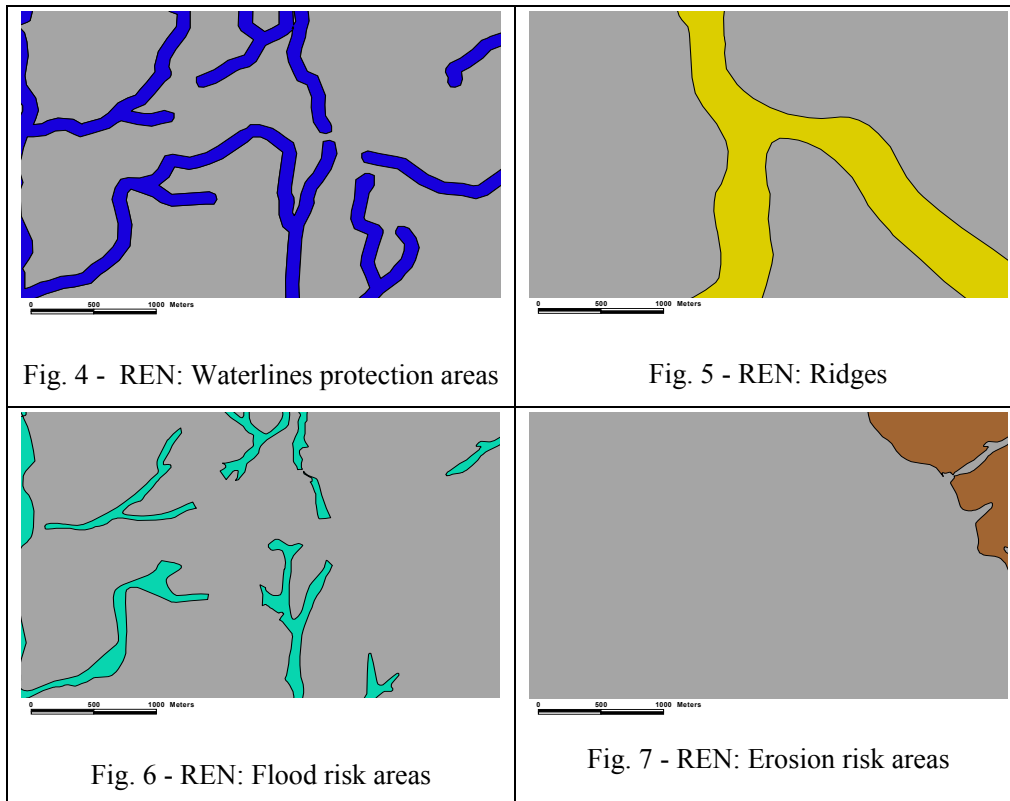 0 500 1000 Meters
Fig. 4 - REN: Waterlines protection areas
0 500 1000 Meters
Fig. 5 - REN: Ridges
0 500 1000 Meters
Fig. 6 - REN: Flood risk areas
0 500 1000 Meters
Fig. 7 - REN: Erosion risk areas